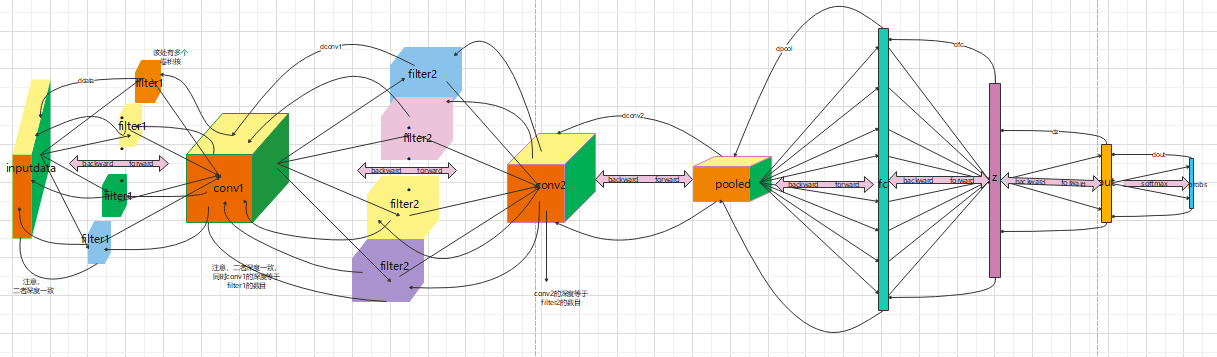 该处有多个
卷积核
ddata
filter1
filter1
inputdata
backward forward
filter1
filter1
注意,
二者深度一致
dconv1
conv1
注意,二者深度一致,
同时conv1的深度等于
filter1的数目
filter2
filter2
backward forward
filter2
filter2
conv2
conv2的深度等于
filter2的数目
dconv2
backward forward
dpool
pooled
backward forward
fc
dfc
backward forward
z
dz
backward forward
out
dout
softmax
probs